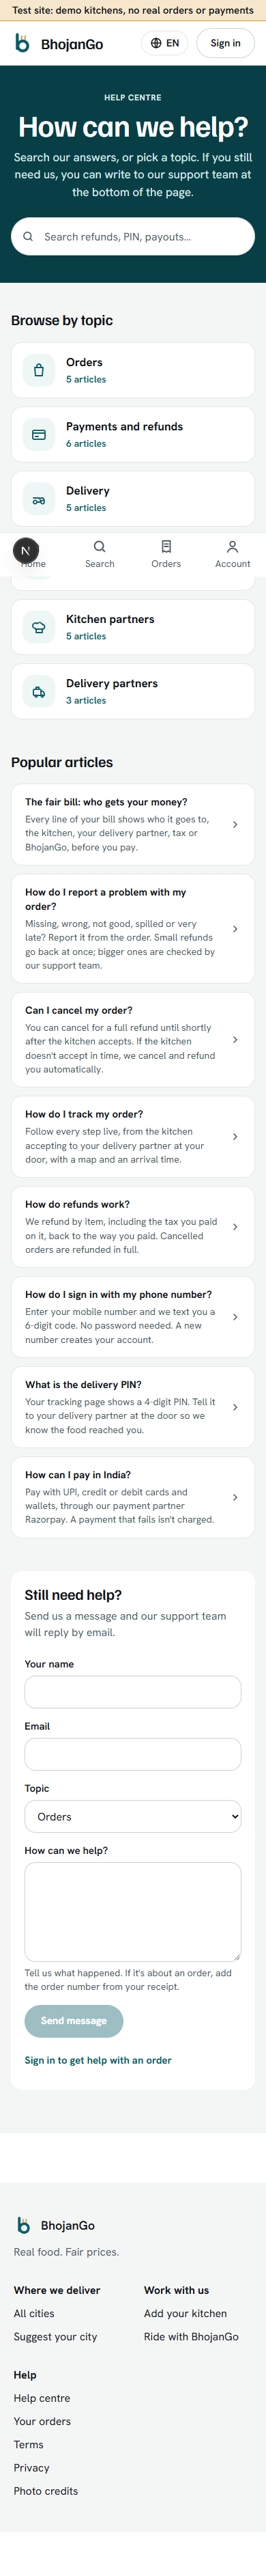 Test site: demo kitchens, no real orders or payments
BhojanGo
EN
Sign in
HELP CENTRE
How can we help?
Search our answers, or pick a topic. If you still
need us, you can write to our support team at
the bottom of the page.
Search refunds, PIN, payouts...
Browse by topic
Orders
5 articles
Payments and refunds
6 articles
Delivery
5 articles
N
Home
Search
Orders
Account
Kitchen partners
5 articles
Delivery partners
3 articles
Popular articles
The fair bill: who gets your money?
Every line of your bill shows who it goes to,
the kitchen, your delivery partner, tax or
BhojanGo, before you pay.
How do I report a problem with my
order?
Missing, wrong, not good, spilled or very
late? Report it from the order. Small refunds
go back at once; bigger ones are checked by
our support team.
Can I cancel my order?
You can cancel for a full refund until shortly
after the kitchen accepts. If the kitchen
doesn't accept in time, we cancel and refund
you automatically.
How do I track my order?
Follow every step live, from the kitchen
accepting to your delivery partner at your
door, with a map and an arrival time.
How do refunds work?
We refund by item, including the tax you paid
on it, back to the way you paid. Cancelled
orders are refunded in full.
How do I sign in with my phone number?
Enter your mobile number and we text you a
6-digit code. No password needed. A new
number creates your account.
What is the delivery PIN?
Your tracking page shows a 4-digit PIN. Tell it
to your delivery partner at the door so we
know the food reached you.
How can I pay in India?
Pay with UPI, credit or debit cards and
wallets, through our payment partner
Razorpay. A payment that fails isn't charged.
Still need help?
Send us a message and our support team
will reply by email.
Your name
Email
Topic
Orders
How can we help?
Tell us what happened. If it's about an order, add
the order number from your receipt.
Send message
Sign in to get help with an order
BhojanGo
Real food. Fair prices.
Where we deliver
Work with us
All cities
Add your kitchen
Suggest your city
Ride with BhojanGo
Help
Help centre
Your orders
Terms
Privacy
Photo credits